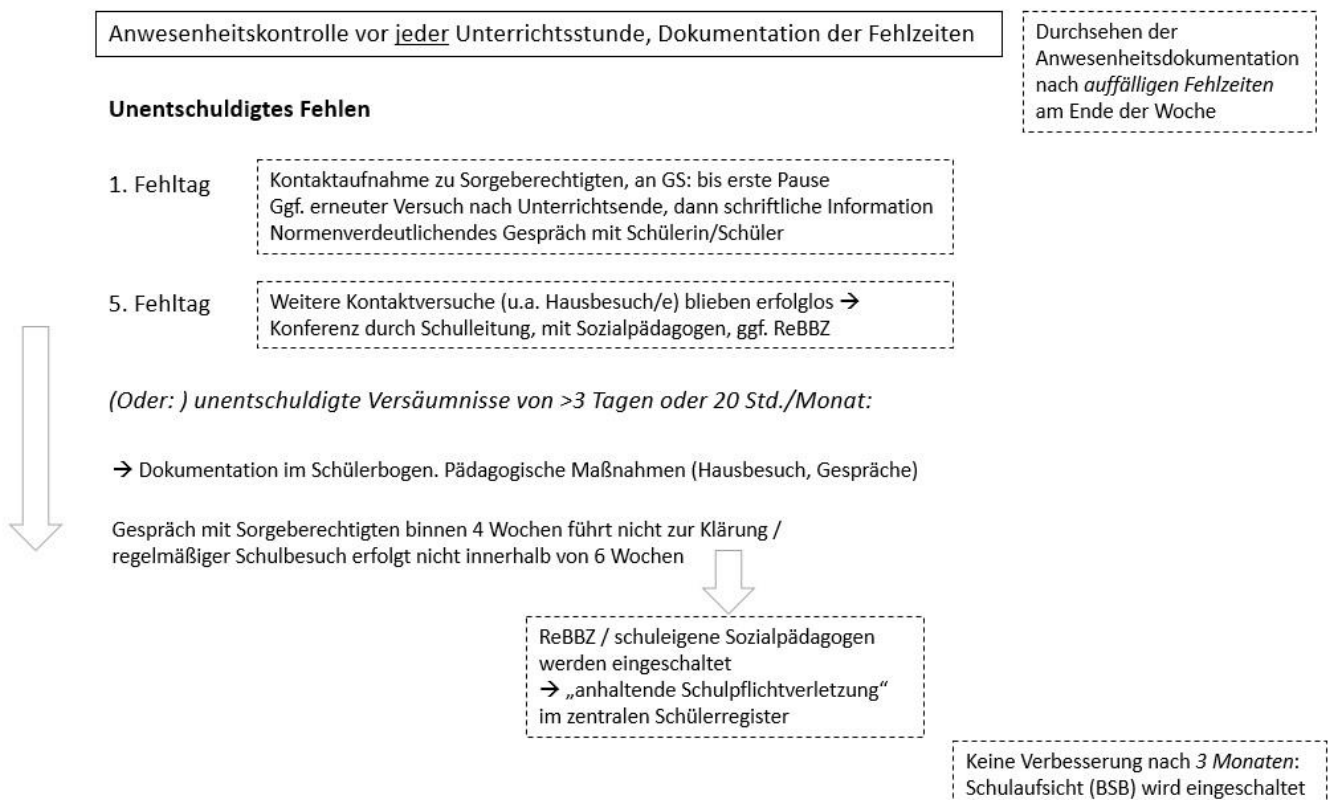 Anwesenheitskontrolle vor jeder Unterrichtsstunde, Dokumentation der Fehlzeiten
Durchsehen der
Anwesenheitsdokumentation
nach auffälligen Fehlzeiten
am Ende der Woche
Unentschuldigtes Fehlen
1. Fehltag
Kontaktaufnahme zu Sorgeberechtigten, an GS: bis erste Pause
Ggf. erneuter Versuch nach Unterrichtsende, dann schriftliche Information
Normenverdeutlichendes Gespräch mit Schülerin/Schüler
5. Fehltag
Weitere Kontaktversuche (u.a. Hausbesuch/e) blieben erfolglos →
Konferenz durch Schulleitung, mit Sozialpädagogen, ggf. ReBBZ
(Oder: ) unentschuldigte Versäumnisse von >3 Tagen oder 20 Std./Monat:
→ Dokumentation im Schülerbogen. Pädagogische Maßnahmen (Hausbesuch, Gespräche)
Gespräch mit Sorgeberechtigten binnen 4 Wochen führt nicht zur Klärung /
regelmäßiger Schulbesuch erfolgt nicht innerhalb von 6 Wochen
ReBBZ / schuleigene Sozialpädagogen
werden eingeschaltet
→ „anhaltende Schulpflichtverletzung“
im zentralen Schülerregister
Keine Verbesserung nach 3 Monaten:
Schulaufsicht (BSB) wird eingeschaltet